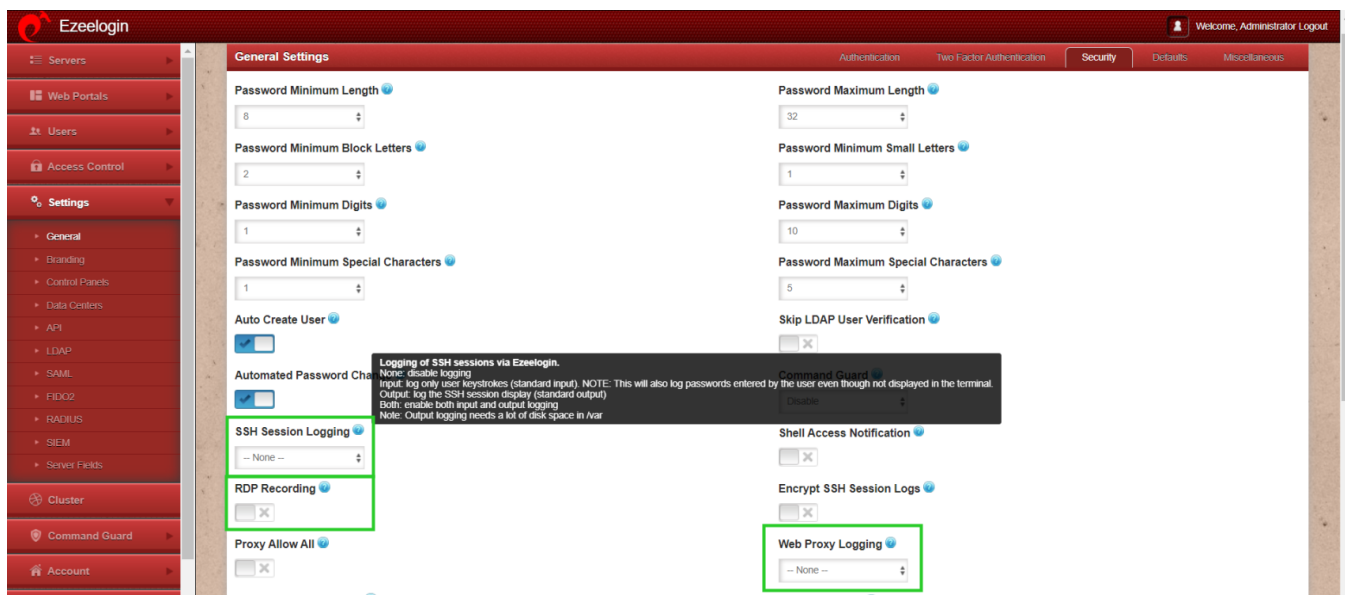 Ezeelogin
Welcome, Administrator Logout
Servers
Web Portals
Users
Access Control
Settings
General
Branding
Control Panels
Data Centers
API
LDAP
SAML
FIDO2
RADIUS
SIEM
Server Fields
Cluster
Command Guard
Account
General Settings
Authentication
Two Factor Authentication
Security
Defaults
Miscellaneous
Password Minimum Length
8
Password Maximum Length
32
Password Minimum Block Letters
2
Password Minimum Small Letters
1
Password Minimum Digits
1
Password Maximum Digits
10
Password Minimum Special Characters
1
Password Maximum Special Characters
5
Auto Create User
Skip LDAP User Verification
Automated Password Chan
Logging of SSH sessions via Ezeelogin.
None: disable logging
Input: log only user keystrokes (standard input). NOTE: This will also log passwords entered by the user even though not displayed in the terminal.
Output: log the SSH session display (standard output)
Both: enable both input and output logging
Note: Output logging needs a lot of disk space in /var
Command Guard
Disable
SSH Session Logging
-- None --
Shell Access Notification
RDP Recording
Encrypt SSH Session Logs
Proxy Allow All
Web Proxy Logging
-- None --